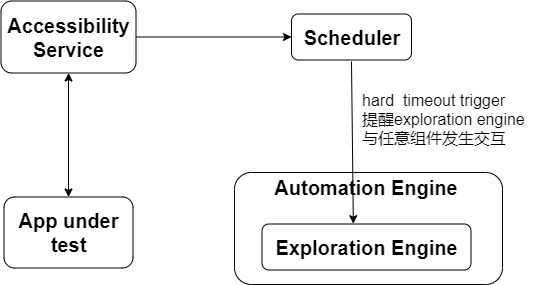 Accessibility
Service
Scheduler
hard timeout trigger
提醒exploration engine
与任意组件发生交互
Automation Engine
App under
test
Exploration Engine